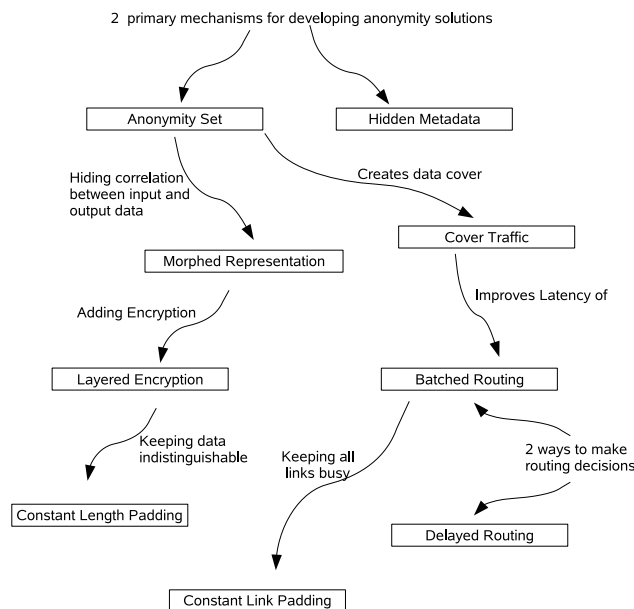 2 primary mechanisms for developing anonymity solutions
Anonymity Set
Hidden Metadata
Hiding correlation
between input and
output data
Creates data cover
Cover Traffic
Morphed Representation
Adding Encryption
Improves Latency of
Layered Encryption
Batched Routing
Keeping data
indistinguishable
Keeping all
links busy
2 ways to make
routing decisions
Constant Length Padding
Delayed Routing
Constant Link Padding